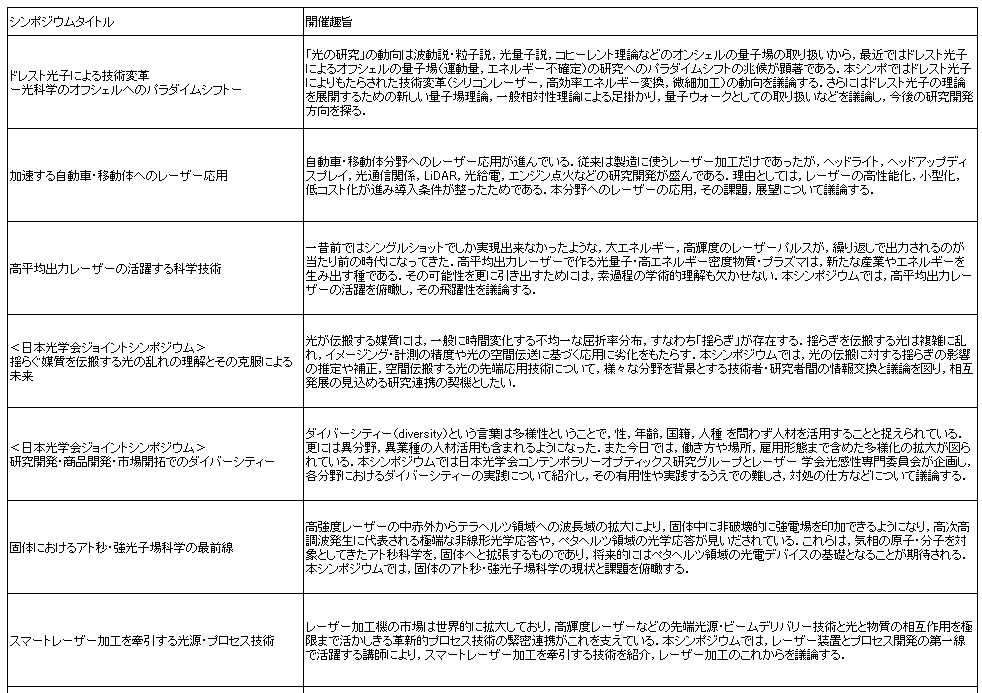 シンポジウムタイトル
開催趣旨
ドレスト光子による技術変革
－光科学のオフシェルへのパラダイムシフト－
「光の研究」の動向は波動説・粒子説，光量子説，コヒーレント理論などのオンシェルの量子場の取り扱いから，最近ではドレスト光子
によるオフシェルの量子場（運動量，エネルギー不確定）の研究へのパラダイムシフトの兆候が顕著である．本シンポではドレスト光子
によりもたらされた技術変革（シリコンレーザー，高効率エネルギー変換，微細加工）の動向を議論する．さらにはドレスト光子の理論
を展開するための新しい量子場理論，一般相対性理論による足掛かり，量子ウォークとしての取り扱いなどを議論し，今後の研究開発
方向を探る．
加速する自動車・移動体へのレーザー応用
自動車・移動体分野へのレーザー応用が進んでいる．従来は製造に使うレーザー加工だけであったが，ヘッドライト，ヘッドアップディ
スプレイ，光通信関係，LiDAR，光給電，エンジン点火などの研究開発が盛んである．理由としては，レーザーの高性能化，小型化，
低コスト化が進み導入条件が整ったためである．本分野へのレーザーの応用，その課題，展望について議論する．
高平均出力レーザーの活躍する科学技術
一昔前ではシングルショットでしか実現出来なかったような，大エネルギー，高輝度のレーザーパルスが，繰り返しで出力されるのが
当たり前の時代になってきた．高平均出力レーザーで作る光量子・高エネルギー密度物質・プラズマは，新たな産業やエネルギーを
生み出す種である．その可能性を更に引き出すためには，素過程の学術的理解も欠かせない．本シンポジウムでは，高平均出力レー
ザーの活躍を俯瞰し，その飛躍性を議論する．
＜日本光学会ジョイントシンポジウム＞
揺らぐ媒質を伝搬する光の乱れの理解とその克服による
未来
光が伝搬する媒質には，一般に時間変化する不均一な屈折率分布，すなわち「揺らぎ」が存在する．揺らぎを伝搬する光は複雑に乱
れ，イメージング・計測の精度や光の空間伝送に基づく応用に劣化をもたらす．本シンポジウムでは，光の伝搬に対する揺らぎの影響
の推定や補正，空間伝搬する光の先端応用技術について，様々な分野を背景とする技術者・研究者間の情報交換と議論を図り，相互
発展の見込める研究連携の契機としたい．
＜日本光学会ジョイントシンポジウム＞
研究開発・商品開発・市場開拓でのダイバーシティー
ダイバーシティー（diversity）という言葉は多様性ということで，性，年齢，国籍，人種 を問わず人材を活用することと捉えられている．
更には異分野，異業種の人材活用も含まれるようになった．また今日では，働き方や場所，雇用形態まで含めた多様化の拡大が図ら
れている．本シンポジウムでは日本光学会コンテンポラリーオプティックス研究グループとレーザー 学会光感性専門委員会が企画し，
各分野におけるダイバーシティーの実践について紹介し，その有用性や実践するうえでの難しさ，対処の仕方などについて議論する．
固体におけるアト秒・強光子場科学の最前線
高強度レーザーの中赤外からテラヘルツ領域への波長域の拡大により，固体中に非破壊的に強電場を印加できるようになり，高次高
調波発生に代表される極端な非線形光学応答や，ペタヘルツ領域の光学応答が見いだされている．これらは，気相の原子・分子を対
象としてきたアト秒科学を，固体へと拡張するものであり，将来的にはペタヘルツ領域の光電デバイスの基礎となることが期待される．
本シンポジウムでは，固体のアト秒・強光子場科学の現状と課題を俯瞰する．
スマートレーザー加工を牽引する光源・プロセス技術
レーザー加工機の市場は世界的に拡大しており，高輝度レーザーなどの先端光源・ビームデリバリー技術と光と物質の相互作用を極
限まで活かしきる革新的プロセス技術の緊密連携がこれを支えている．本シンポジウムでは，レーザー装置とプロセス開発の第一線
で活躍する講師により，スマートレーザー加工を牽引する技術を紹介，レーザー加工のこれからを議論する．